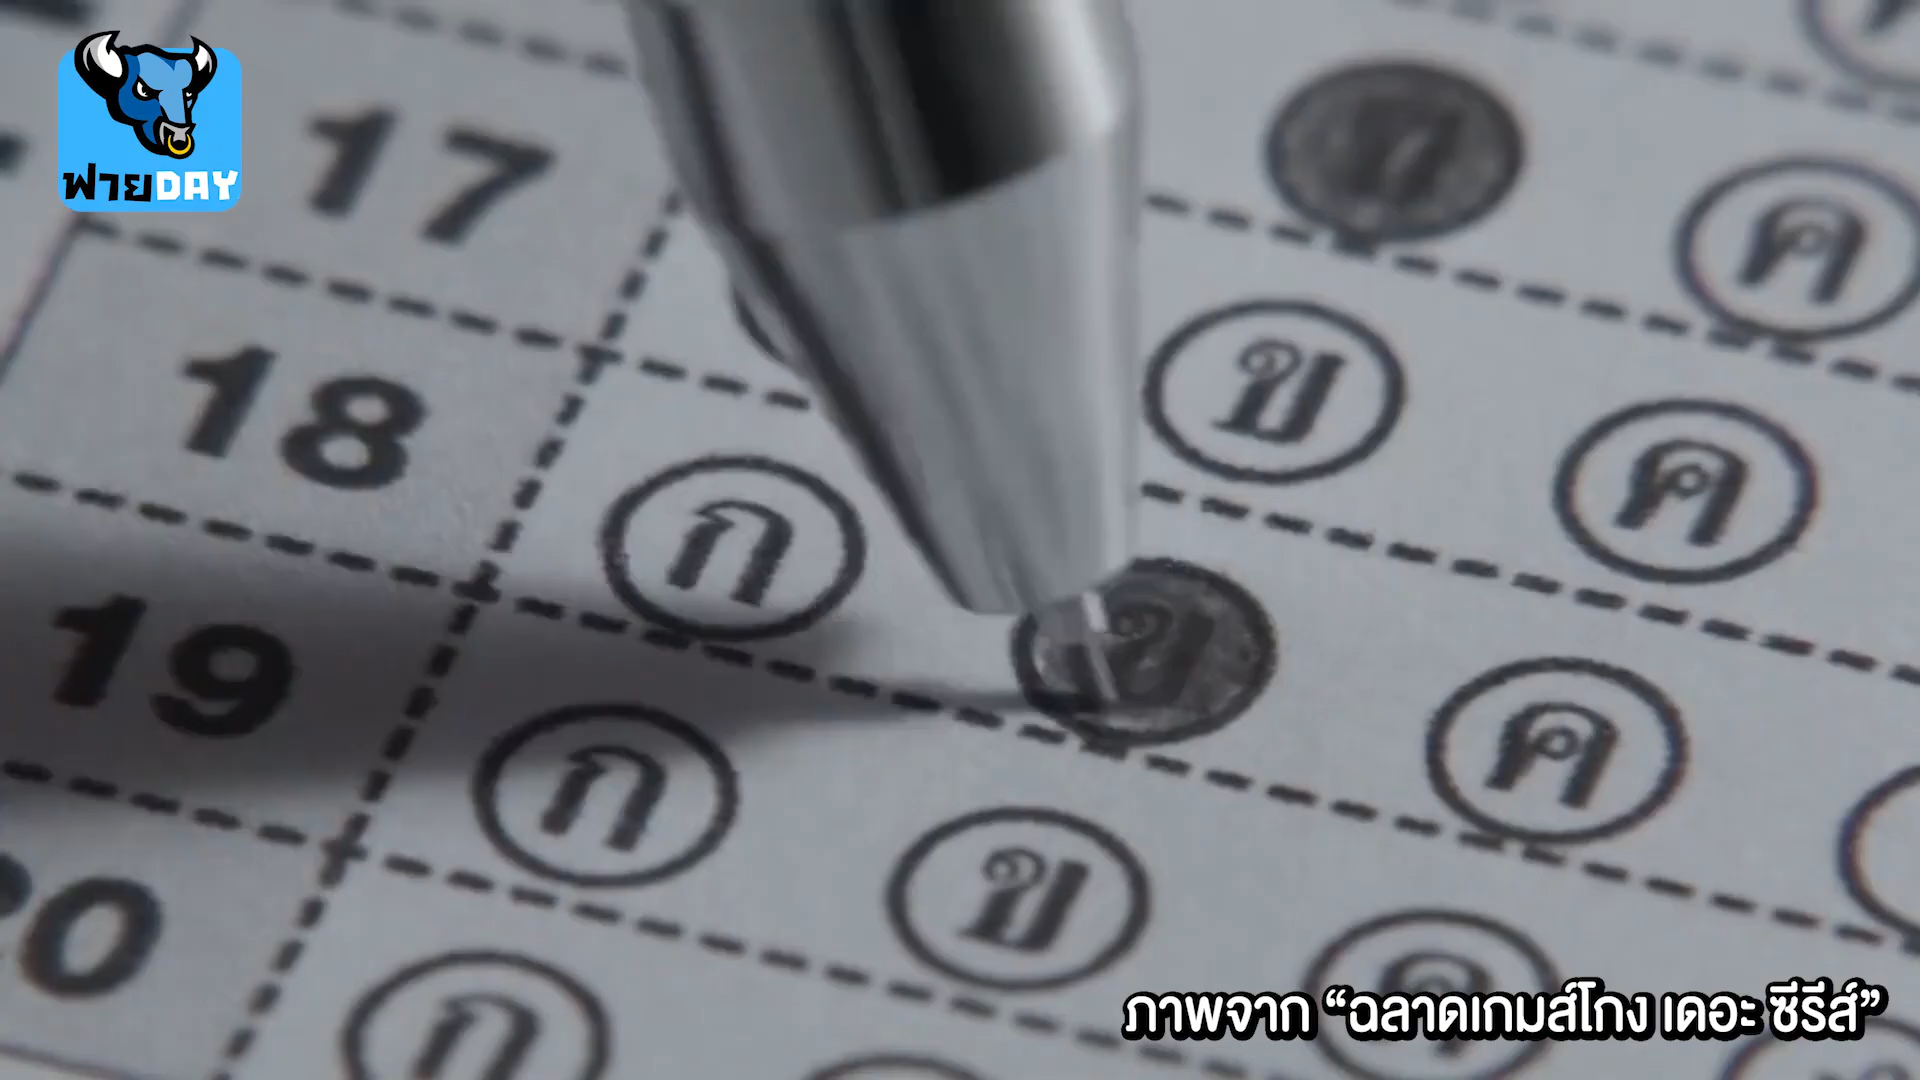 ฟายDAY
ข ค
17 ข ค
18 ก ข ค
19 ก ข ค
20 ก
ภาพจาก “ฉลาดเกมส์โกง เดอะ ซีรีส์”